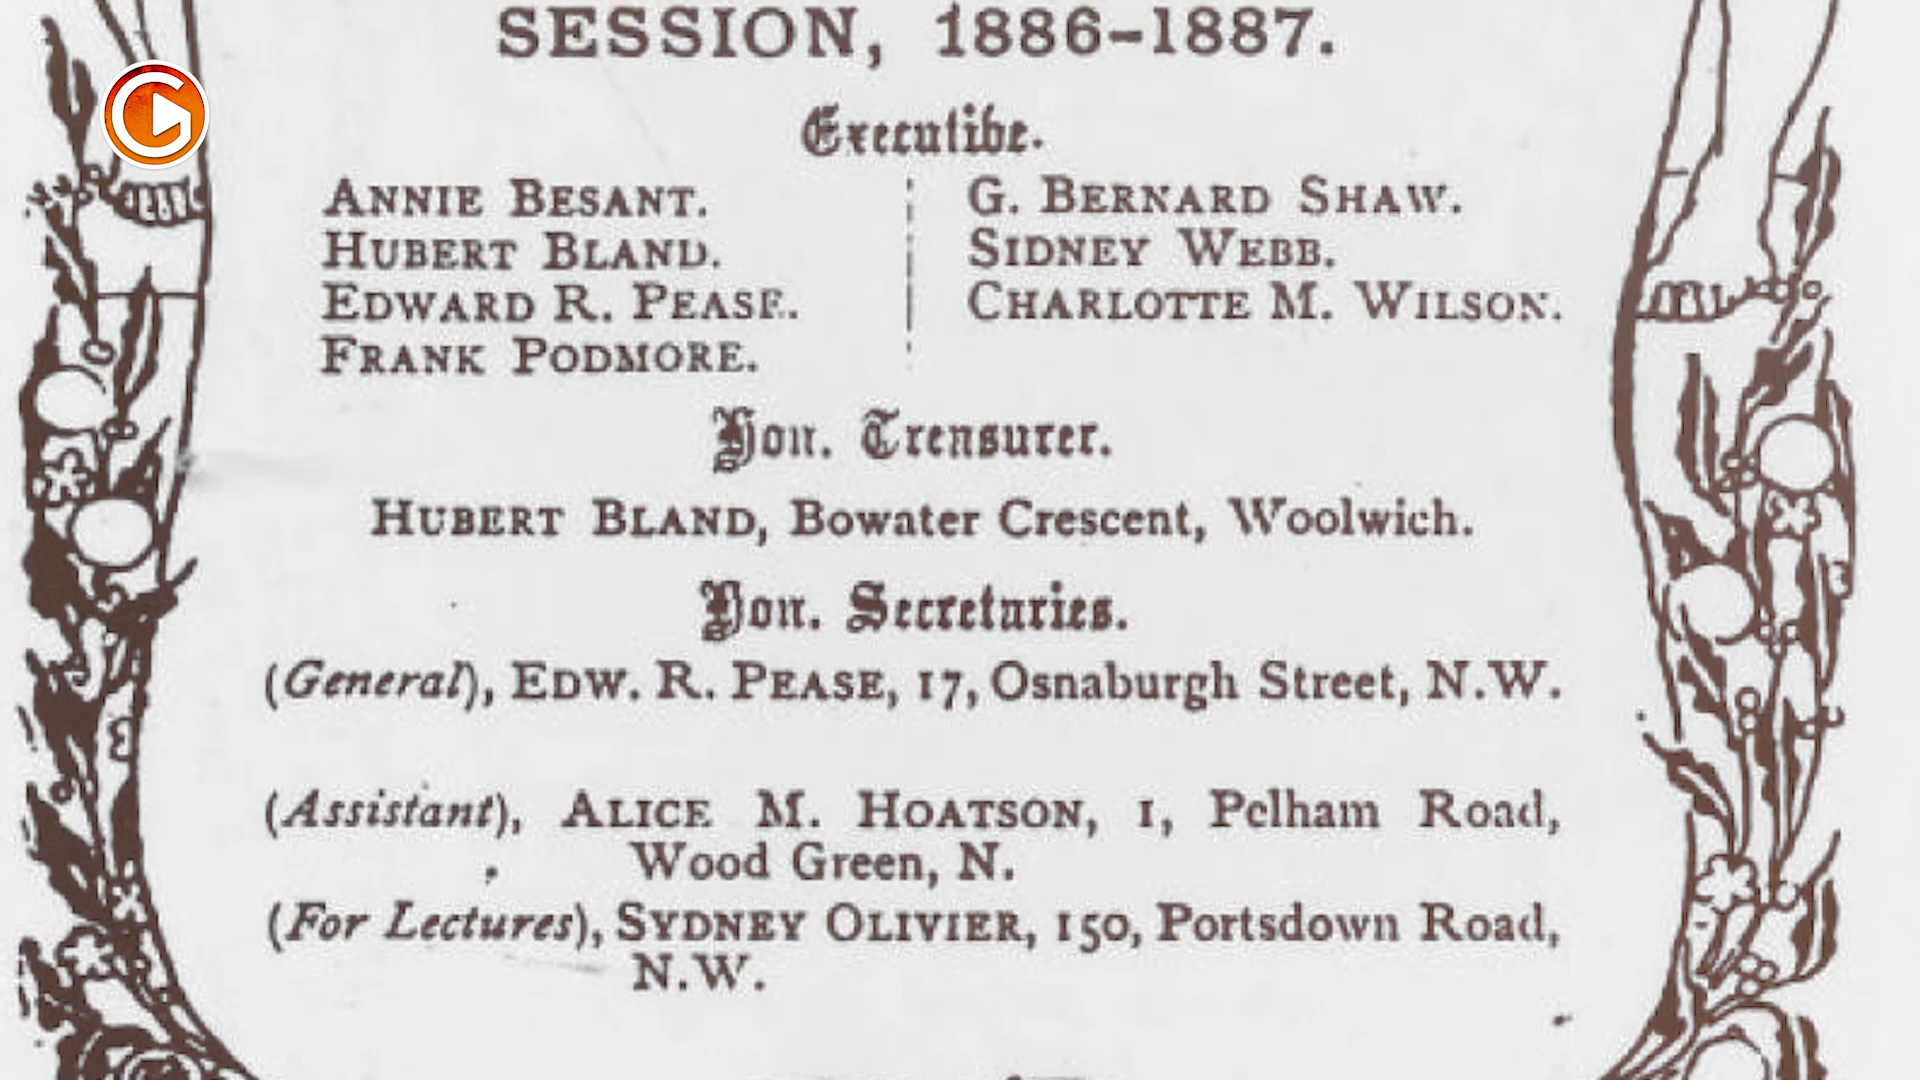 SESSION, 1886-1887.
Executive.
ANNIE BESANT.
HUBERT BLAND.
EDWARD R. PEASE.
FRANK PODMORE.
G. BERNARD SHAW.
SIDNEY WEBB.
CHARLOTTE M. WILSON.
Hon. Treasurer.
HUBERT BLAND, Bowater Crescent, Woolwich.
Hon. Secretaries.
(General), EDW. R. PEASE, 17, Osnaburgh Street, N.W.
(Assistant), ALICE M. HOATSON, 1, Pelham Road,
Wood Green, N.
(For Lectures), SYDNEY OLIVIER, 150, Portsdown Road,
N.W.